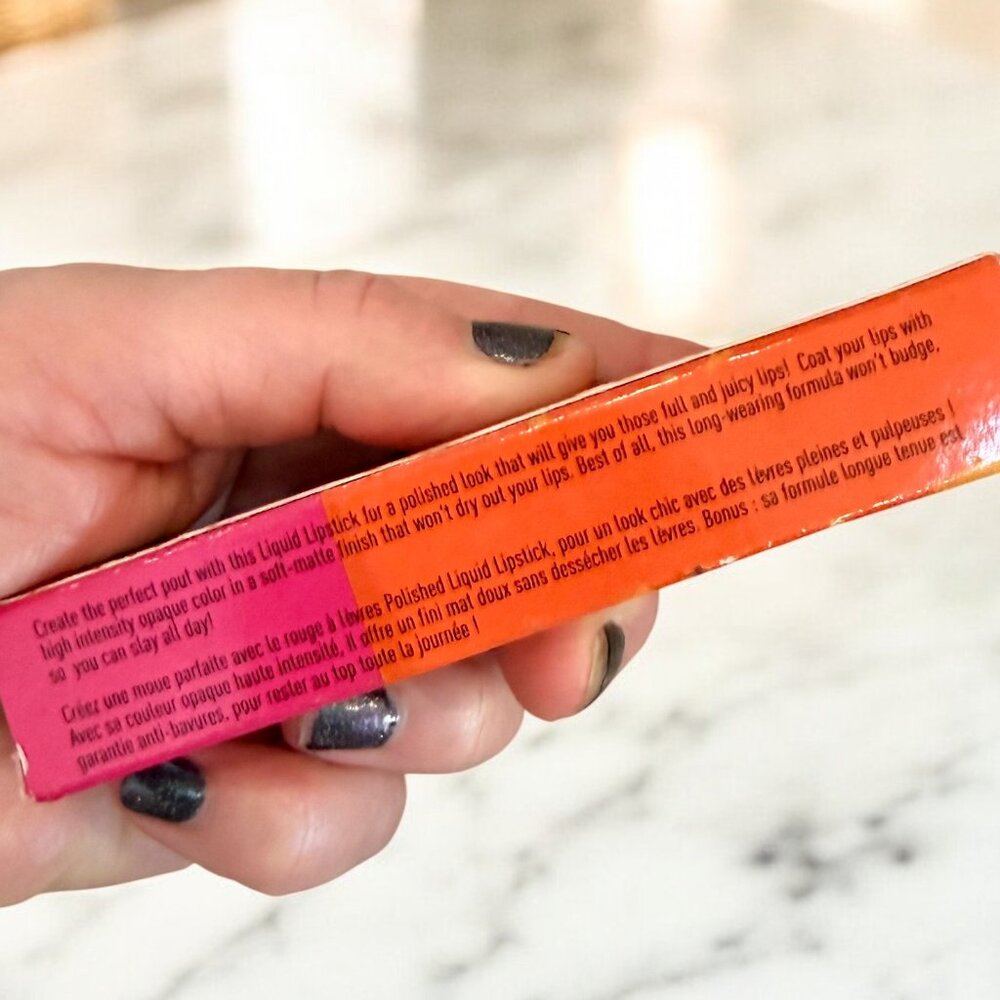 Create the perfect pout with this Liquid Lipstick for a polished look that will give you those full and juicy lips! Coat your lips with
high intensity opaque color in a soft-matte finish that won't dry out your lips. Best of all, this long-wearing formula won't budge,
so you can slay all day!
Créez une moue parfaite avec le rouge à lèvres Polished Liquid Lipstick, pour un look chic avec des lèvres pleines et pulpeuses !
Avec sa couleur opaque haute intensité, il offre un fini mat doux sans dessécher les lèvres. Bonus : sa formule longue tenue est
garantie anti-bavures, pour rester au top toute la journée !